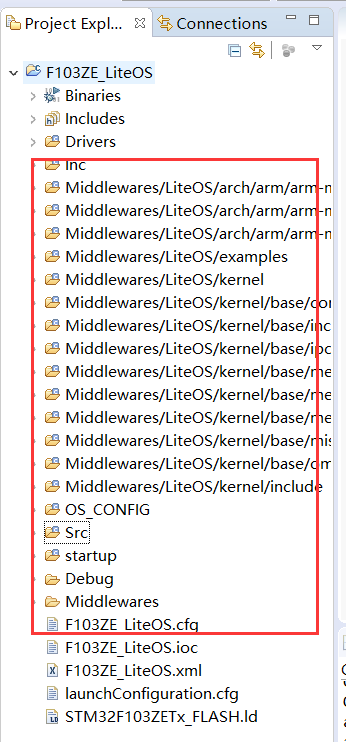 Project Expl...
Connections
F103ZE_LiteOS
Binaries
Includes
Drivers
Inc
Middlewares/LiteOS/arch/arm/arm-m
Middlewares/LiteOS/arch/arm/arm-m
Middlewares/LiteOS/arch/arm/arm-m
Middlewares/LiteOS/examples
Middlewares/LiteOS/kernel
Middlewares/LiteOS/kernel/base/cor
Middlewares/LiteOS/kernel/base/inc
Middlewares/LiteOS/kernel/base/ipc
Middlewares/LiteOS/kernel/base/me
Middlewares/LiteOS/kernel/base/me
Middlewares/LiteOS/kernel/base/me
Middlewares/LiteOS/kernel/base/mis
Middlewares/LiteOS/kernel/base/om
Middlewares/LiteOS/kernel/include
OS_CONFIG
Src
startup
Debug
Middlewares
F103ZE_LiteOS.cfg
F103ZE_LiteOS.ioc
F103ZE_LiteOS.xml
launchConfiguration.cfg
STM32F103ZETx_FLASH.ld